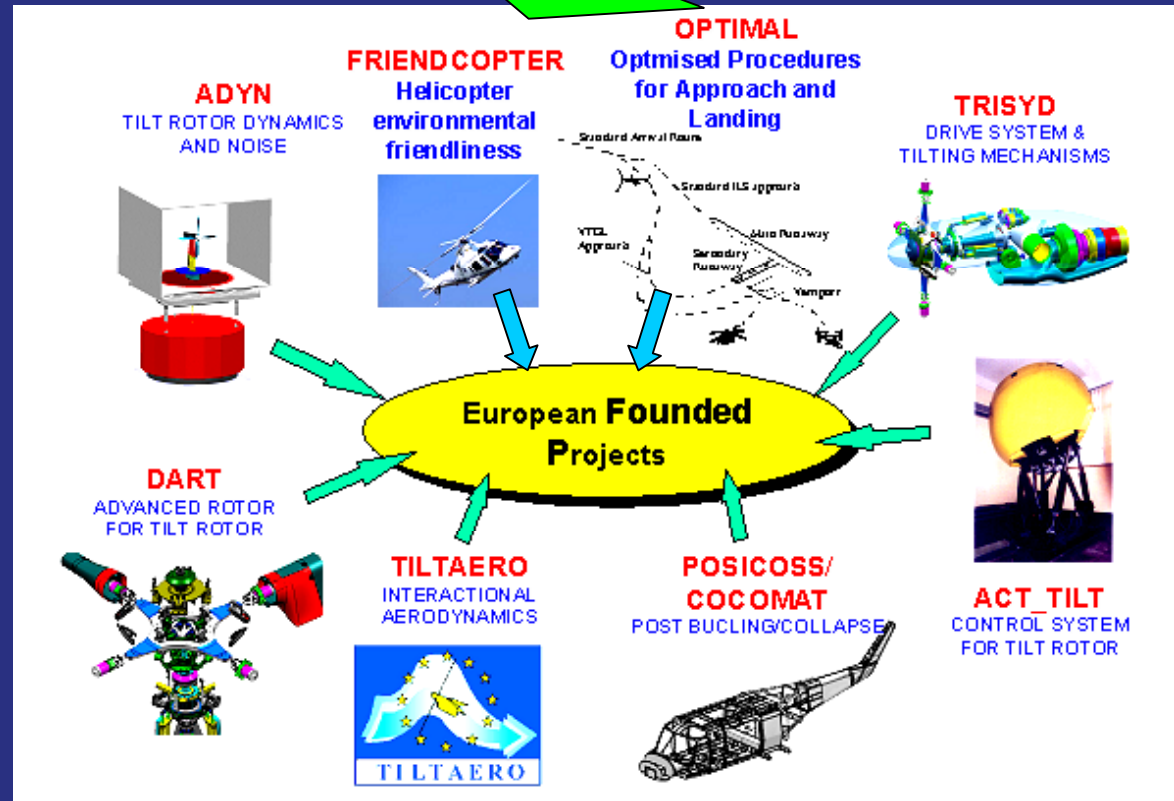 OPTIMAL
Optmised Procedures
for Approach and
Landing
FRIENDCOPTER
Helicopter
environmental
friendliness
ADYN
TILT ROTOR DYNAMICS
AND NOISE
TRISYD
DRIVE SYSTEM &
TILTING MECHANISMS
Standard Arrival Route
Standard ILS approach
VTOL
Approach
Main Runway
Secondary
Runway
European Founded
Projects
DART
ADVANCED ROTOR
FOR TILT ROTOR
TILTAERO
INTERACTIONAL
AERODYNAMICS
TILTAERO
POSICOSS/
COCOMAT
POST BUCLING/COLLAPSE
ACT_TILT
CONTROL SYSTEM
FOR TILT ROTOR